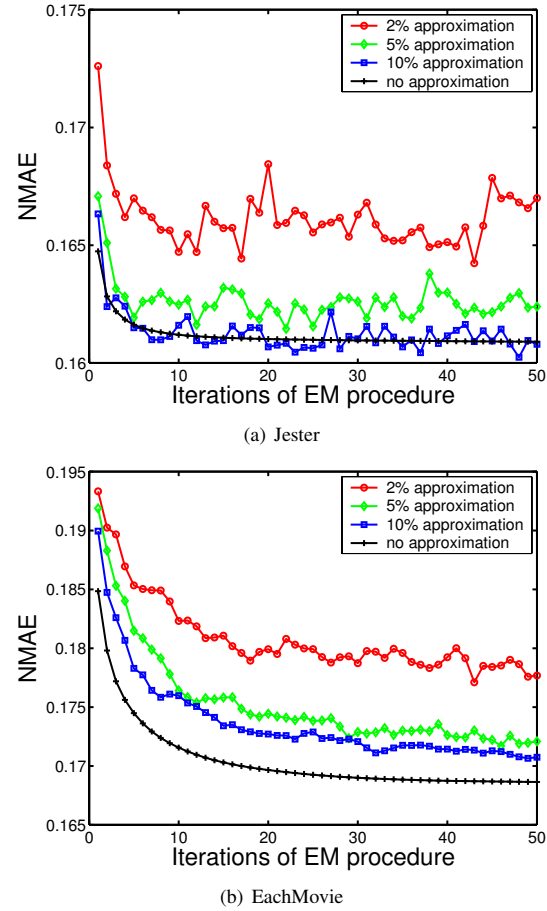 0.175
2% approximation
5% approximation
10% approximation
no approximation
0.17
NMAE
0.165
0.16
0 10 20 30 40 50
Iterations of EM procedure
(a) Jester
0.195
2% approximation
5% approximation
10% approximation
no approximation
0.19
0.185
NMAE
0.18
0.175
0.17
0.165
0 10 20 30 40 50
Iterations of EM procedure
(b) EachMovie